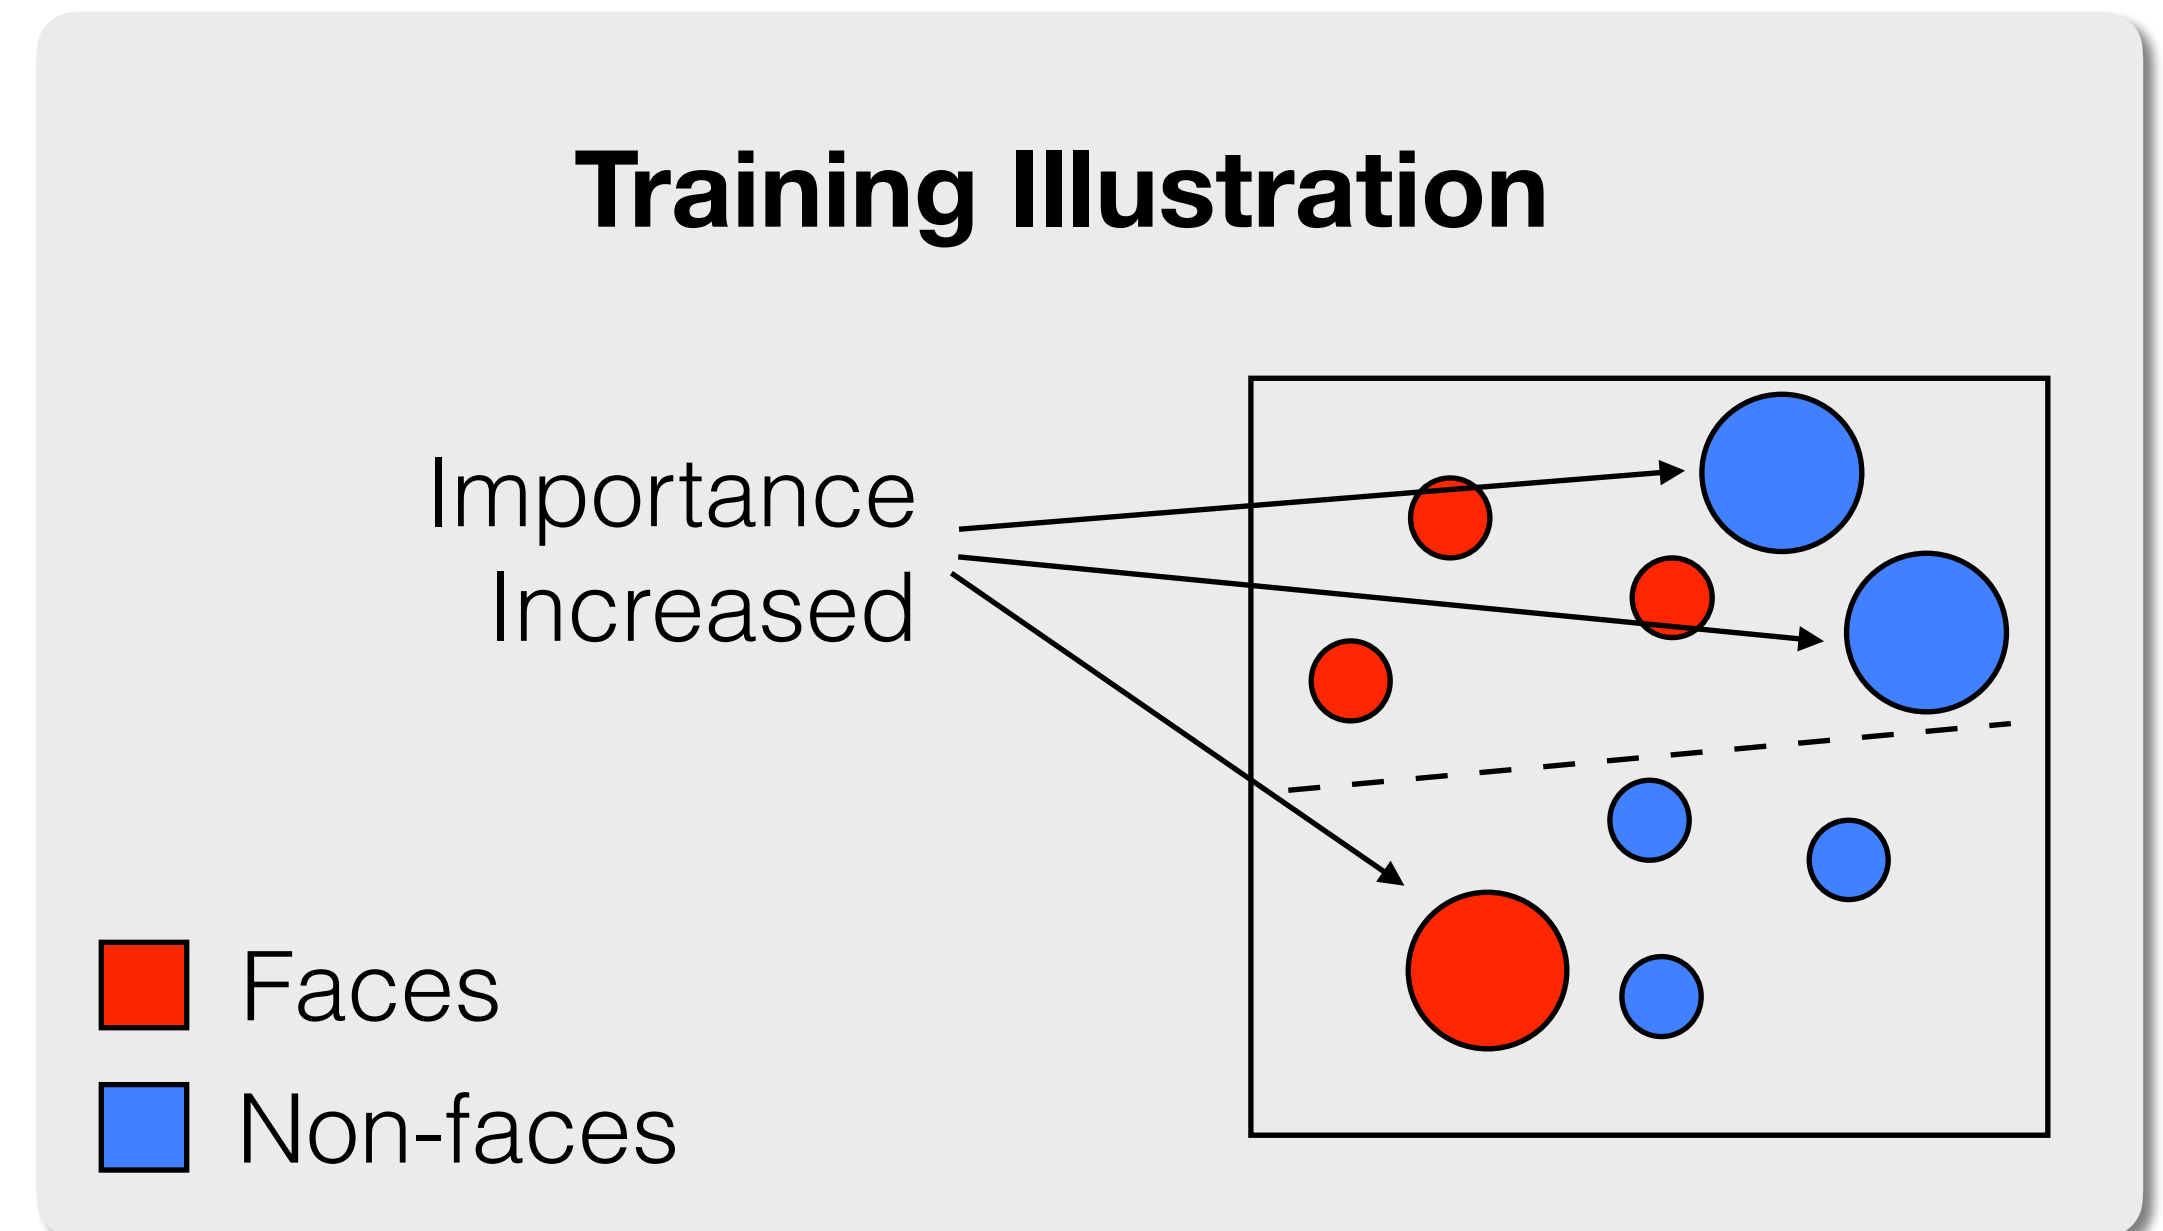 Training Illustration
Importance
Increased
Faces
Non-faces